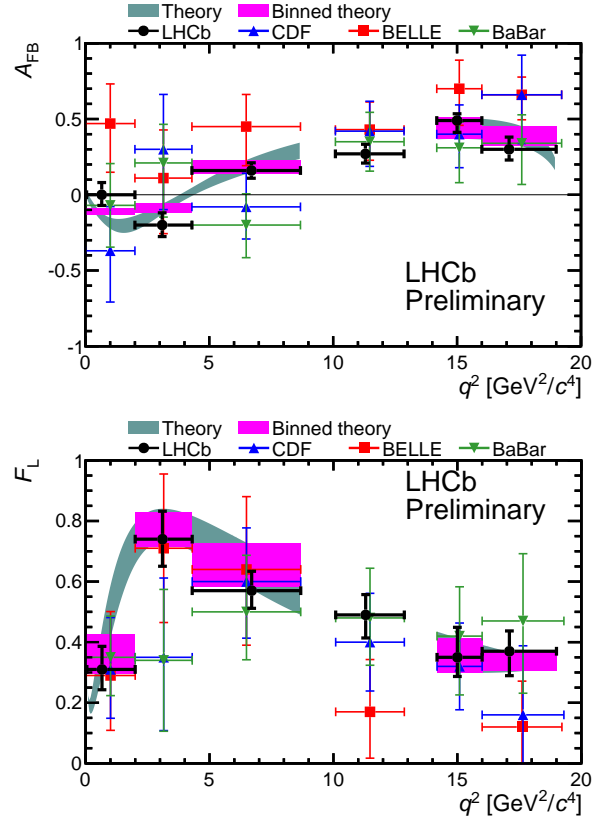 Theory Binned theory
LHCb CDF BELLE BaBar
A_FB
1
0.5
0
-0.5
-1
LHCb
Preliminary
0 5 10 15 20
q² [GeV²/c⁴]
Theory Binned theory
LHCb CDF BELLE BaBar
F_L
1
0.8
0.6
0.4
0.2
0
LHCb
Preliminary
0 5 10 15 20
q² [GeV²/c⁴]